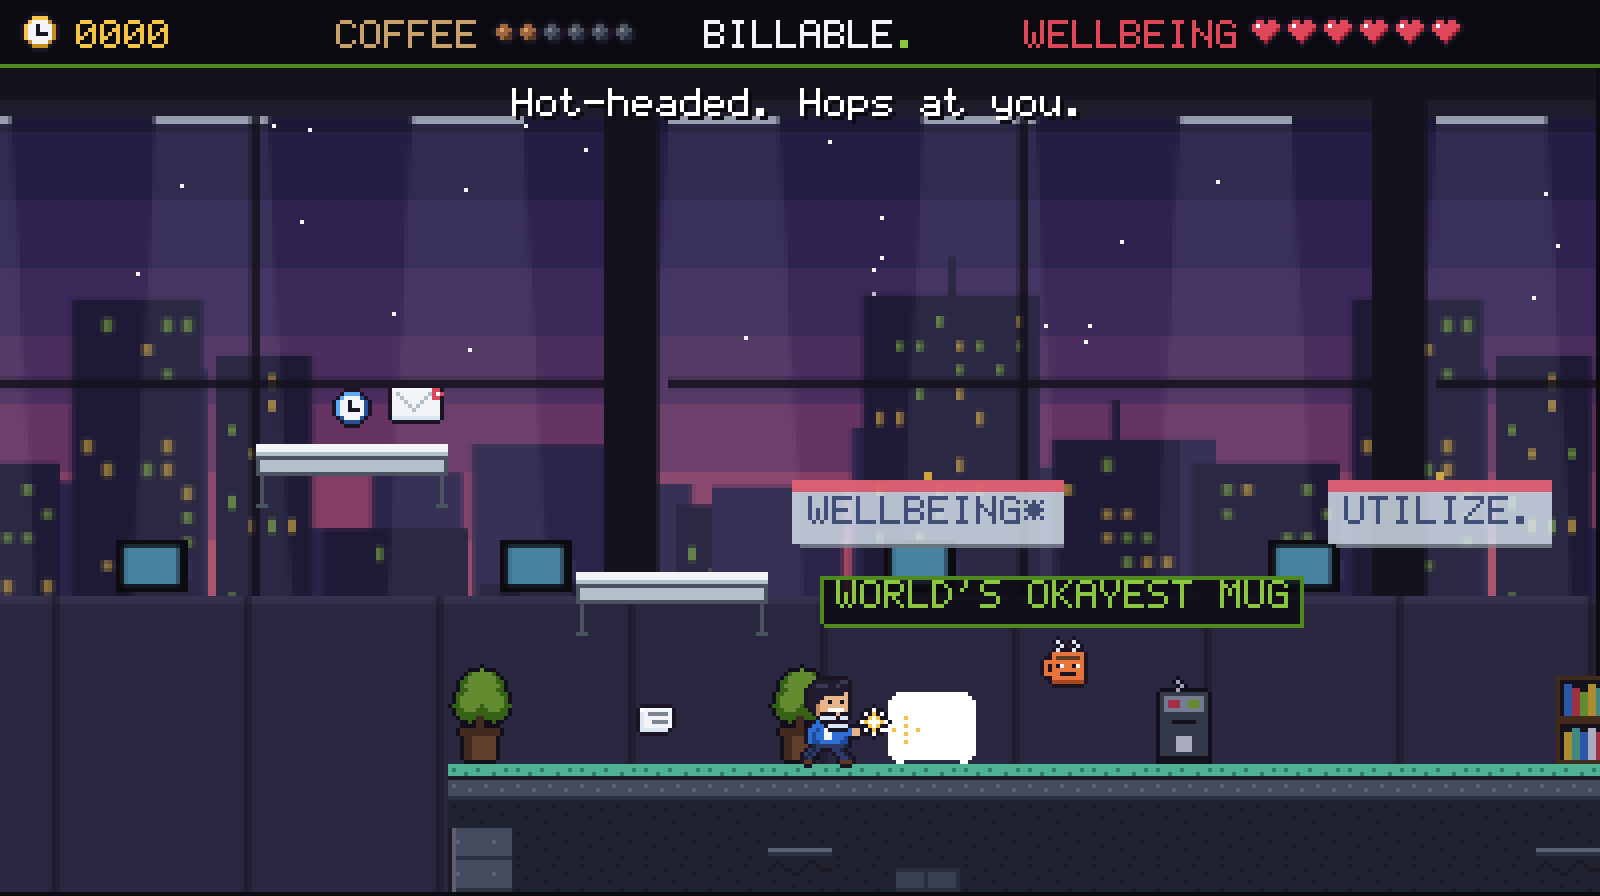 0000 COFFEE BILLABLE. WELLBEING
Hot-headed. Hops at you.
WELLBEING* UTILIZE.
WORLD'S OKAYEST MUG